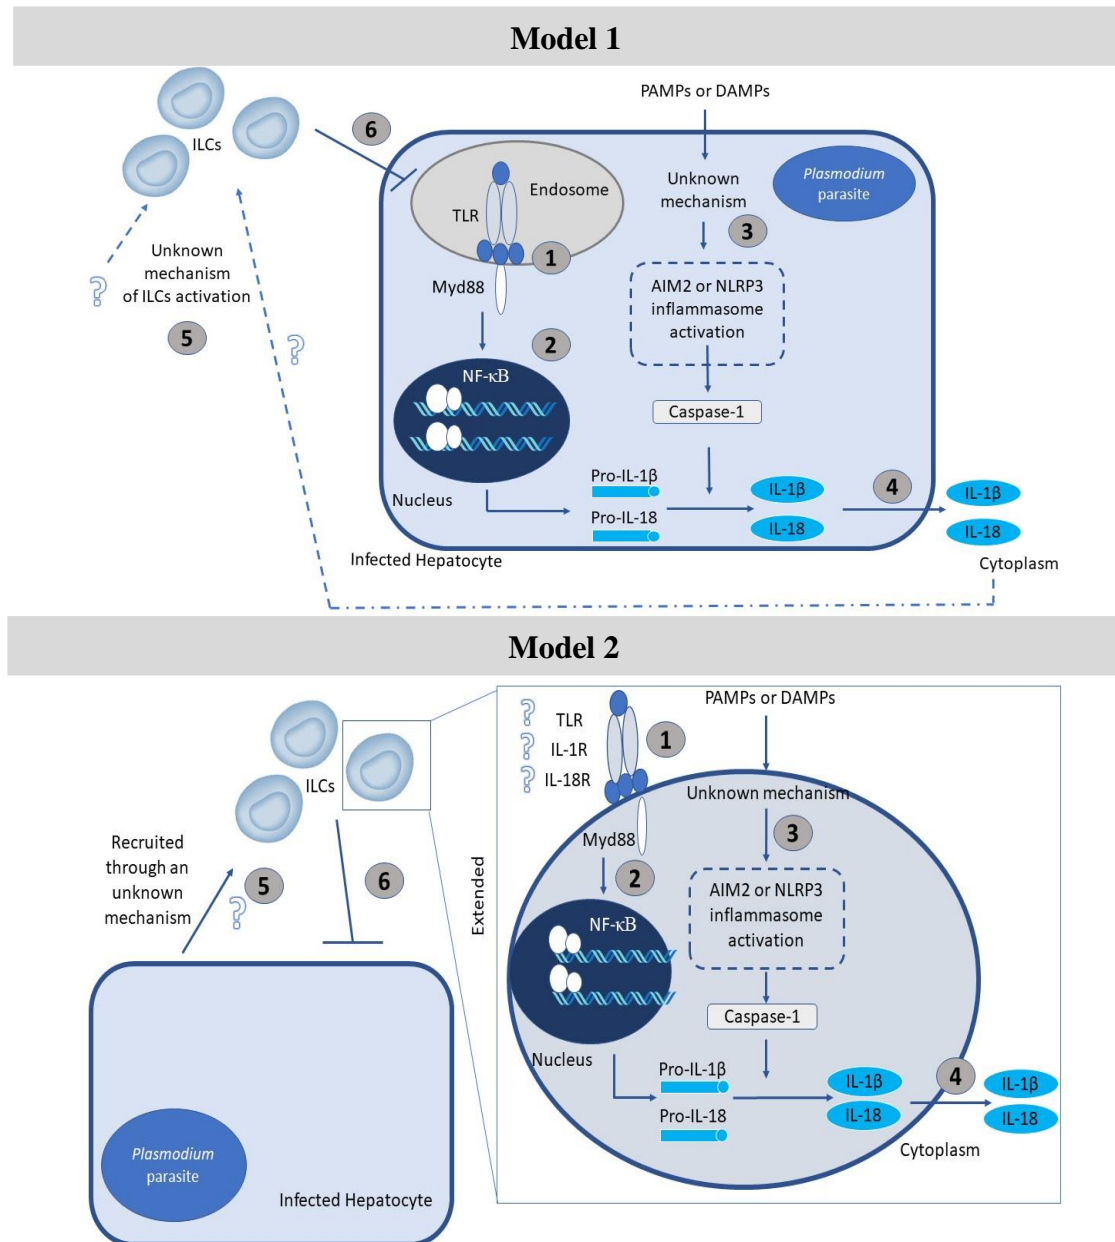 Model 1
PAMPs or DAMPs
6
ILCs
Endosome
TLR
1
Myd88
Unknown
mechanism
3
Plasmodium
parasite
Unknown
mechanism
of ILCs activation
?
5
?
AIM2 or NLRP3
inflammasome
activation
2
NF-κB
Caspase-1
Nucleus
Pro-IL-1β
Pro-IL-18
IL-1β
IL-18
4
IL-1β
IL-18
Infected Hepatocyte
Cytoplasm
Model 2
PAMPs or DAMPs
? TLR
? IL-1R
? IL-18R
1
ILCs
Unknown mechanism
Myd88
3
Recruited
through an
unknown
mechanism
5
?
6
Extended
2
AIM2 or NLRP3
inflammasome
activation
NF-κB
Caspase-1
Nucleus
Pro-IL-1β
Pro-IL-18
IL-1β
IL-18
4
IL-1β
IL-18
Cytoplasm
Plasmodium
parasite
Infected Hepatocyte